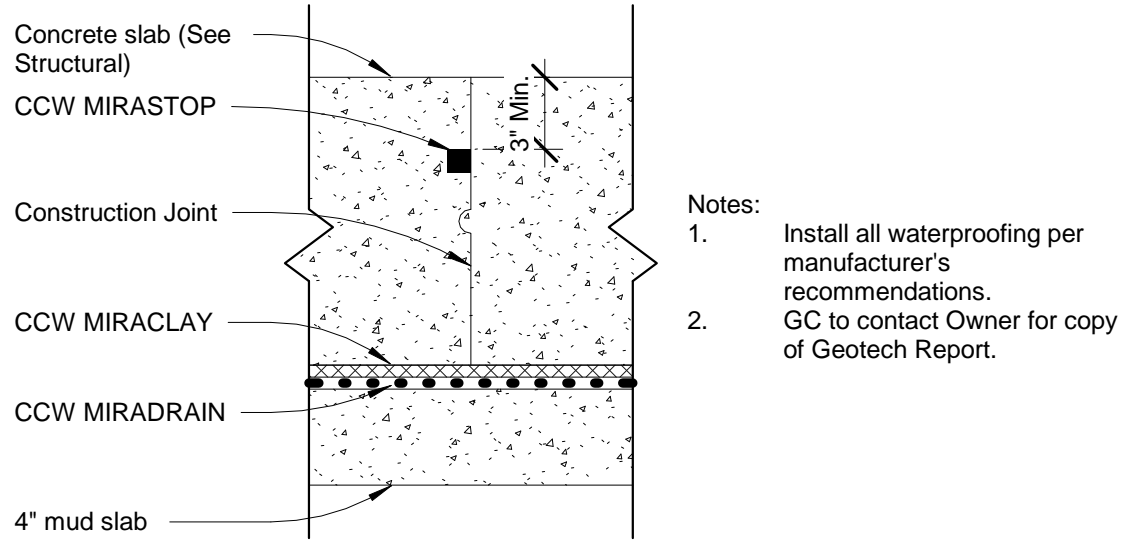 Concrete slab (See
Structural)
CCW MIRASTOP
3" Min.
Construction Joint
CCW MIRACLAY
CCW MIRADRAIN
4" mud slab
Notes:
1. Install all waterproofing per
manufacturer's
recommendations.
2. GC to contact Owner for copy
of Geotech Report.